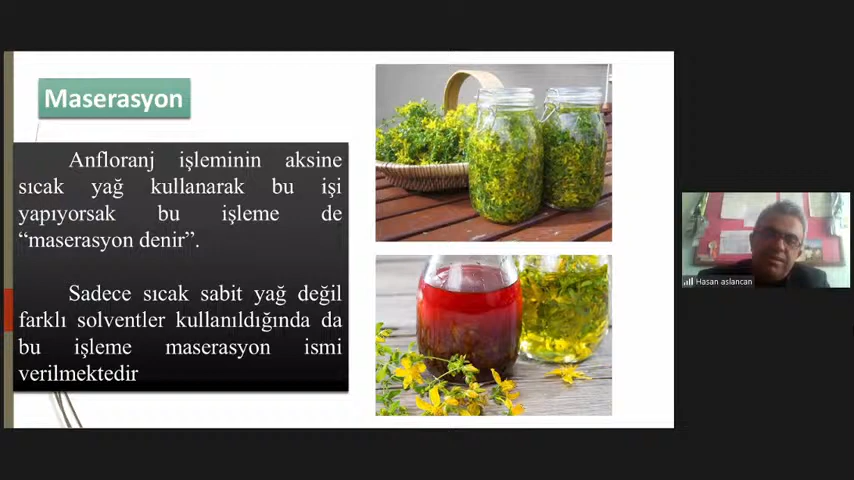 Maserasyon
Anfloranj işleminin aksine
sıcak yağ kullanarak bu işi
yapıyorsak bu işleme de
“maserasyon denir”.
Sadece sıcak sabit yağ değil
farklı solventler kullanıldığında da
bu işleme maserasyon ismi
verilmektedir
Hasan aslancan